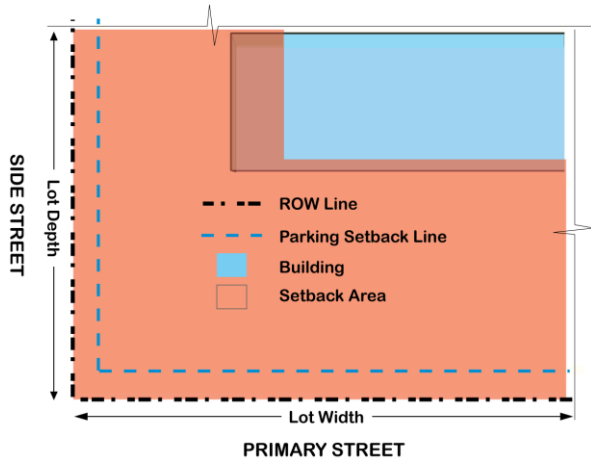 SIDE STREET
Lot Depth
ROW Line
Parking Setback Line
Building
Setback Area
Lot Width
PRIMARY STREET